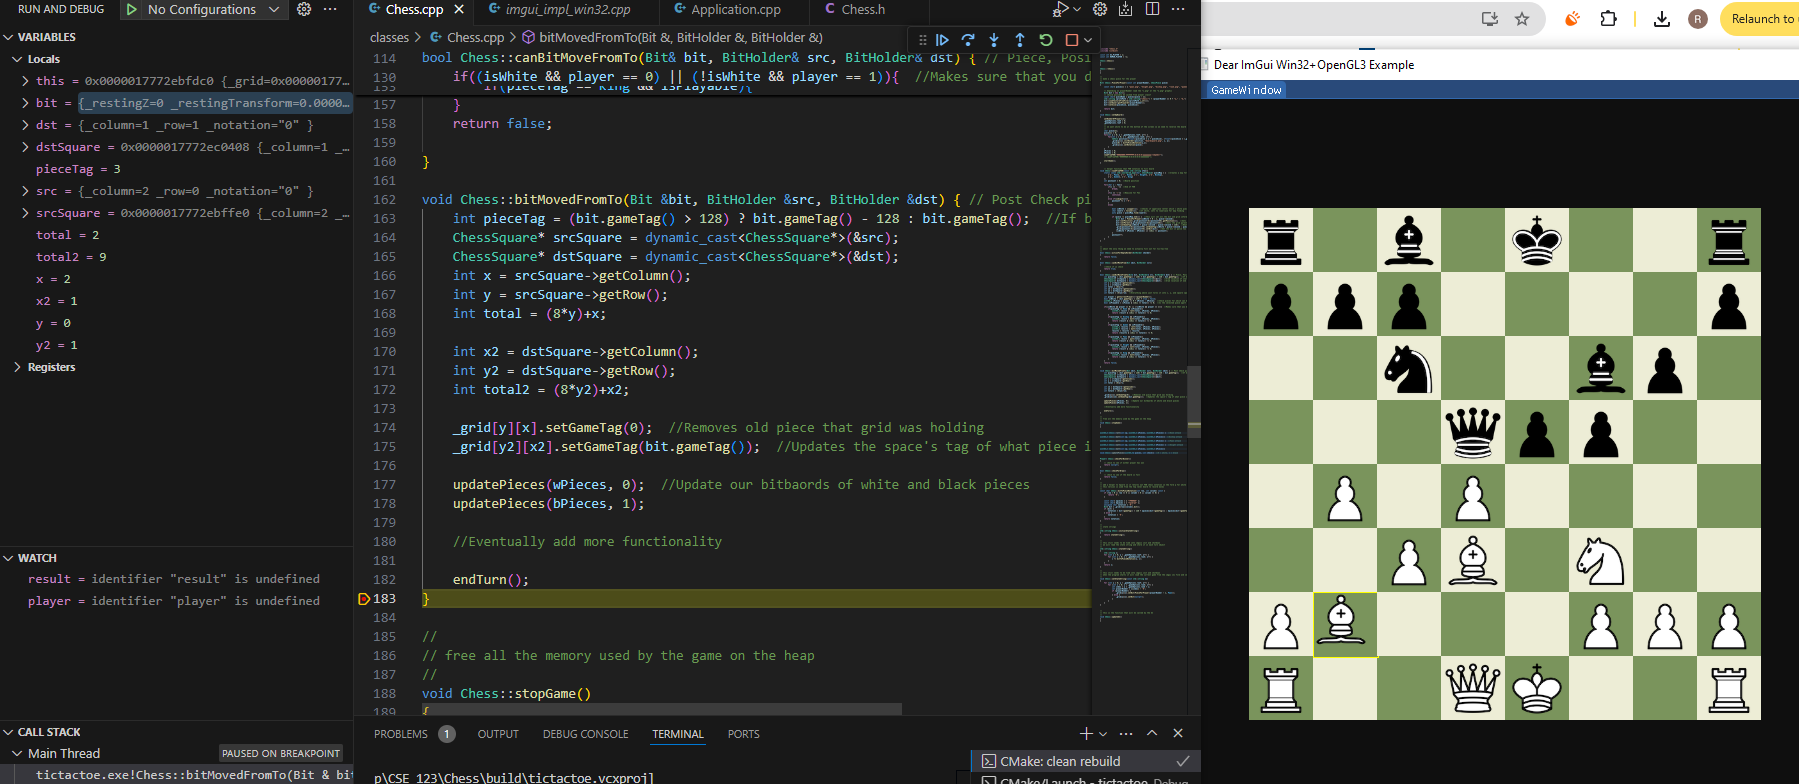 RUN AND DEBUG
No Configurations
VARIABLES
Locals
this = 0x0000017772ebfdc0 {_grid=0x00000177...
bit = {_restingZ=0 _restingTransform=0.0000...
dst = {_column=1 _row=1 _notation="0" }
dstSquare = 0x0000017772ec0408 {_column=1 _...
pieceTag = 3
src = {_column=2 _row=0 _notation="0" }
srcSquare = 0x0000017772ebffe0 {_column=2 _...
total = 2
total2 = 9
x = 2
x2 = 1
y = 0
y2 = 1
Registers
WATCH
result = identifier "result" is undefined
player = identifier "player" is undefined
CALL STACK
Main Thread
PAUSED ON BREAKPOINT
tictactoe.exe!Chess::bitMovedFromTo(Bit & bit
Chess.cpp
imgui_impl_win32.cpp
Application.cpp
Chess.h
classes > Chess.cpp > bitMovedFromTo(Bit &, BitHolder &, BitHolder &)
114 bool Chess::canBitMoveFrom(Bit& bit, BitHolder& src, BitHolder& dst) { // Piece, Posi
130 if((isWhite && player == 0) || (!isWhite && player == 1)){ //Makes sure that you d
155 if(pieceTag == King && isPlayable){
157 }
158 return false;
159
160 }
161
162 void Chess::bitMovedFromTo(Bit &bit, BitHolder &src, BitHolder &dst) { // Post Check pi
163 int pieceTag = (bit.gameTag() > 128) ? bit.gameTag() - 128 : bit.gameTag(); //If b
164 ChessSquare* srcSquare = dynamic_cast<ChessSquare*>(&src);
165 ChessSquare* dstSquare = dynamic_cast<ChessSquare*>(&dst);
166 int x = srcSquare->getColumn();
167 int y = srcSquare->getRow();
168 int total = (8*y)+x;
169
170 int x2 = dstSquare->getColumn();
171 int y2 = dstSquare->getRow();
172 int total2 = (8*y2)+x2;
173
174 _grid[y][x].setGameTag(0); //Removes old piece that grid was holding
175 _grid[y2][x2].setGameTag(bit.gameTag()); //Updates the space's tag of what piece i
176
177 updatePieces(wPieces, 0); //Update our bitbaords of white and black pieces
178 updatePieces(bPieces, 1);
179
180 //Eventually add more functionality
181
182 endTurn();
183 }
184
185 //
186 // free all the memory used by the game on the heap
187 //
188 void Chess::stopGame()
189 {
PROBLEMS 1
OUTPUT
DEBUG CONSOLE
TERMINAL
PORTS
CMake: clean rebuild
p\CSE 123\Chess\build\tictactoe.vcxproj]
CMake/Launch - tictactoe Debug
R
Relaunch to
Dear ImGui Win32+OpenGL3 Example
GameWindow